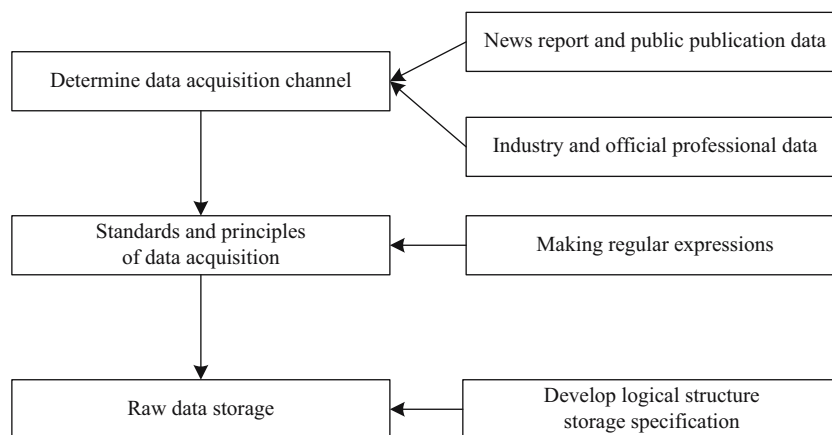 News report and public publication data
Determine data acquisition channel
Industry and official professional data
Standards and principles
of data acquisition
Making regular expressions
Raw data storage
Develop logical structure
storage specification